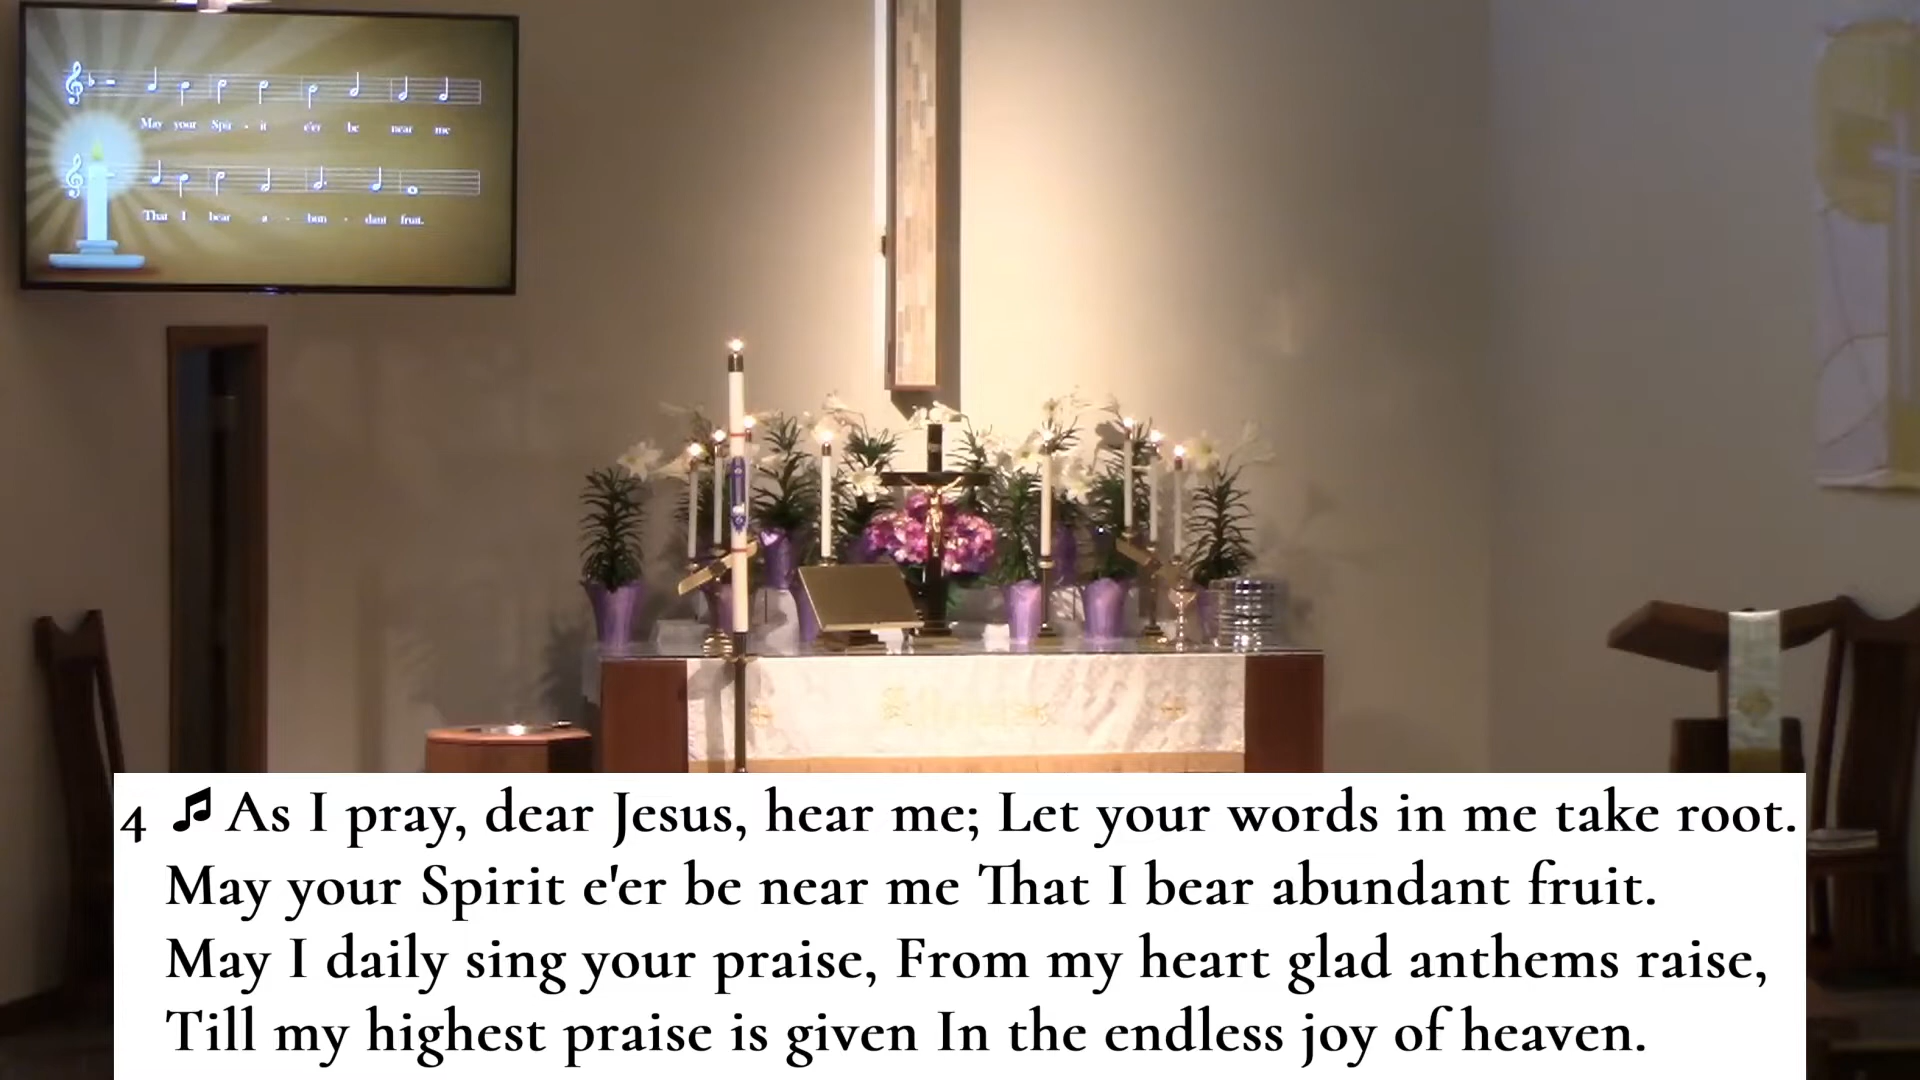 May your Spir - it e'er be near me
That I bear a - bun - dant fruit.
4 ♫ As I pray, dear Jesus, hear me; Let your words in me take root.
May your Spirit e'er be near me That I bear abundant fruit.
May I daily sing your praise, From my heart glad anthems raise,
Till my highest praise is given In the endless joy of heaven.